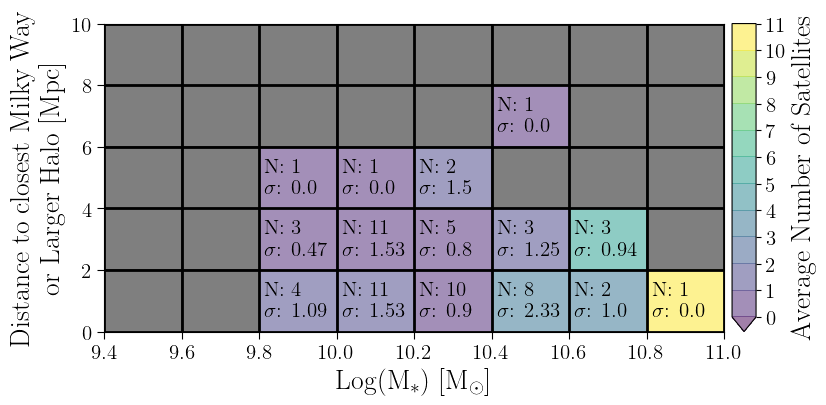 Distance to closest Milky Way
or Larger Halo [Mpc]
10
8
6
4
2
0
N: 1
σ: 0.0
N: 1
σ: 0.0
N: 1
σ: 0.0
N: 2
σ: 1.5
N: 3
σ: 0.47
N: 11
σ: 1.53
N: 5
σ: 0.8
N: 3
σ: 1.25
N: 3
σ: 0.94
N: 4
σ: 1.09
N: 11
σ: 1.53
N: 10
σ: 0.9
N: 8
σ: 2.33
N: 2
σ: 1.0
N: 1
σ: 0.0
9.4 9.6 9.8 10.0 10.2 10.4 10.6 10.8 11.0
Log(M*) [M⊙]
11
10
9
8
7
6
5
4
3
2
1
0
Average Number of Satellites